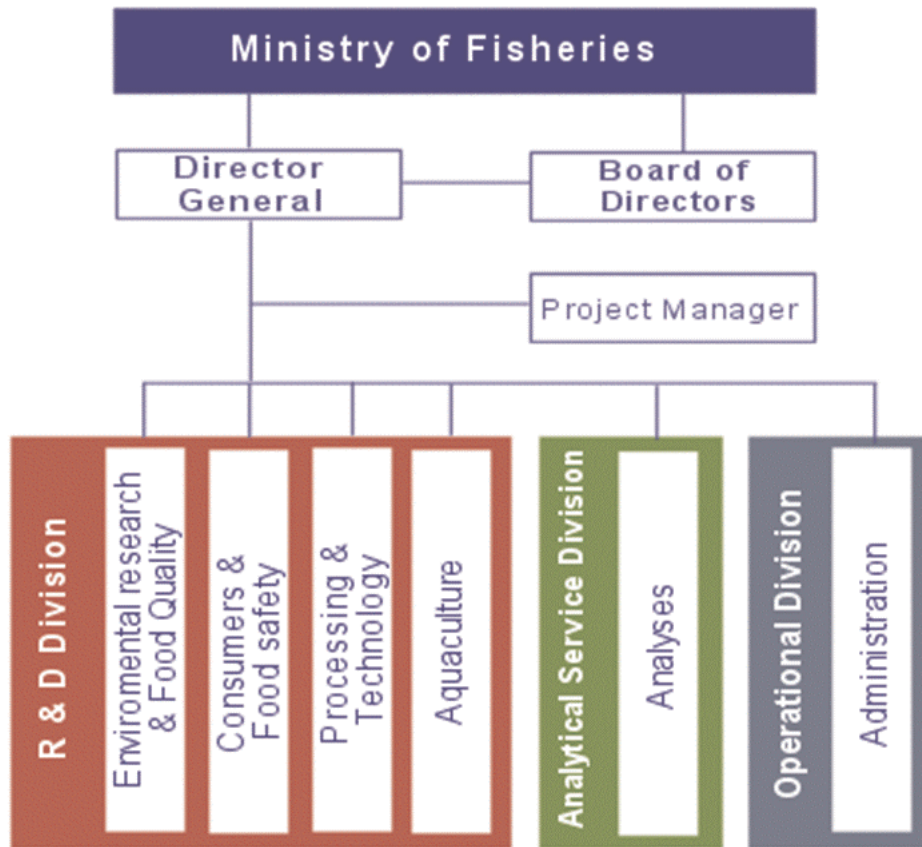 Ministry of Fisheries
Director
General
Board of
Directors
Project Manager
R & D Division
Enviromental research
& Food Quality
Consumers &
Food safety
Processing &
Technology
Aquaculture
Analytical Service Division
Analyses
Operational Division
Administration